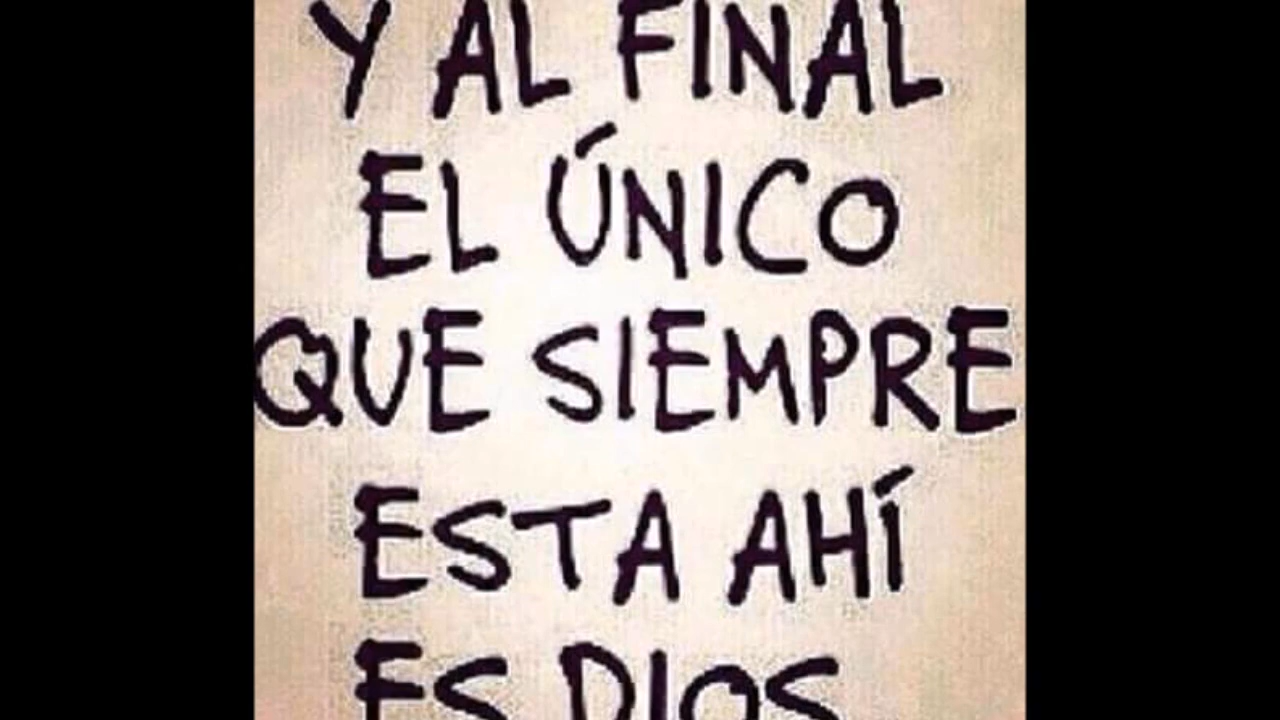 Y AL FINAL
EL ÚNICO
QUE SIEMPRE
ESTA AHÍ
ES DIOS